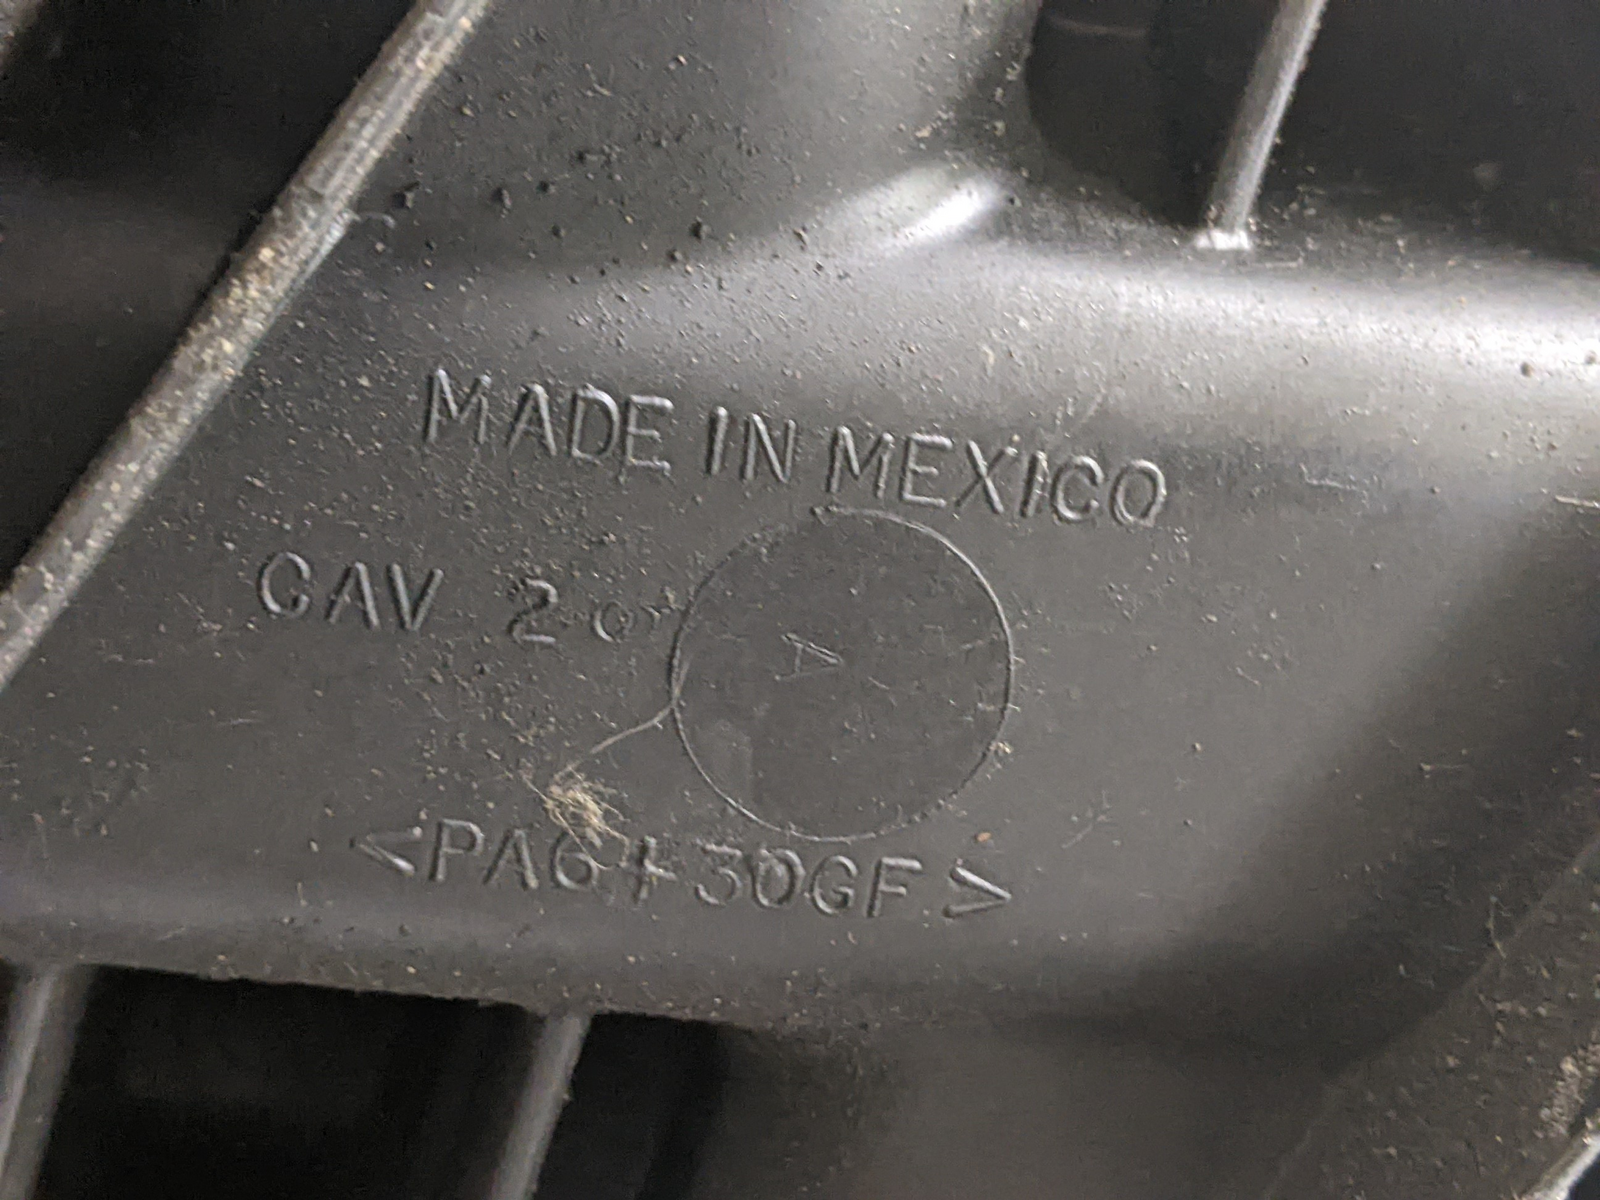 MADE IN MEXICO
CAV 2
A
<PA6+30GF>